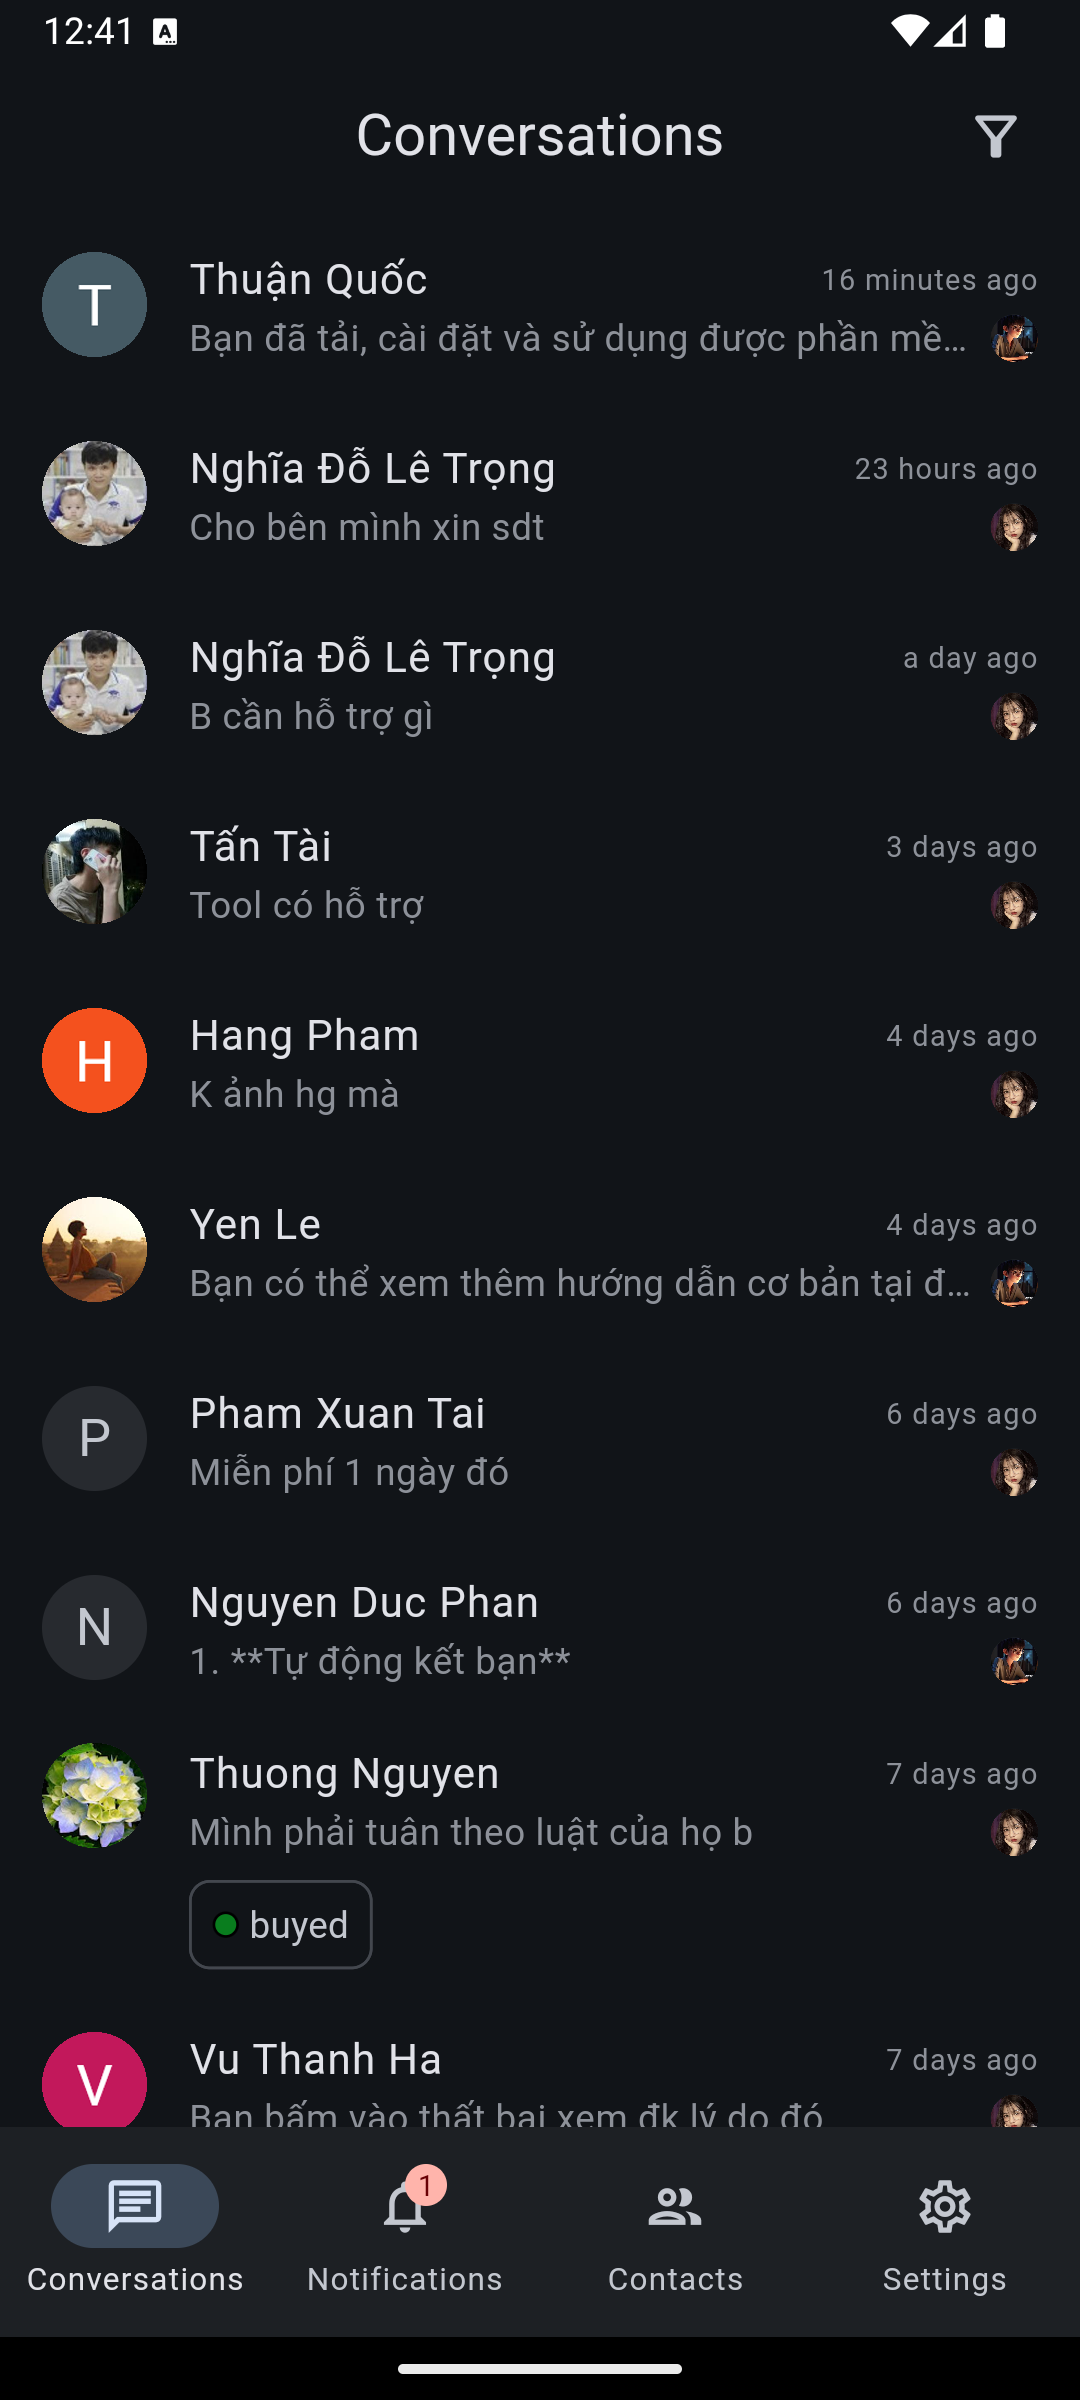 12:41
Conversations
T
Thuận Quốc
16 minutes ago
Bạn đã tải, cài đặt và sử dụng được phần mề...
Nghĩa Đỗ Lê Trọng
23 hours ago
Cho bên mình xin sdt
Nghĩa Đỗ Lê Trọng
a day ago
B cần hỗ trợ gì
Tấn Tài
3 days ago
Tool có hỗ trợ
H
Hang Pham
4 days ago
K ảnh hg mà
Yen Le
4 days ago
Bạn có thể xem thêm hướng dẫn cơ bản tại đ...
P
Pham Xuan Tai
6 days ago
Miễn phí 1 ngày đó
N
Nguyen Duc Phan
6 days ago
1. **Tự động kết bạn**
Thuong Nguyen
7 days ago
Mình phải tuân theo luật của họ b
buyed
V
Vu Thanh Ha
7 days ago
Bạn bấm vào thất bại xem đk lý do đó
1
Conversations
Notifications
Contacts
Settings